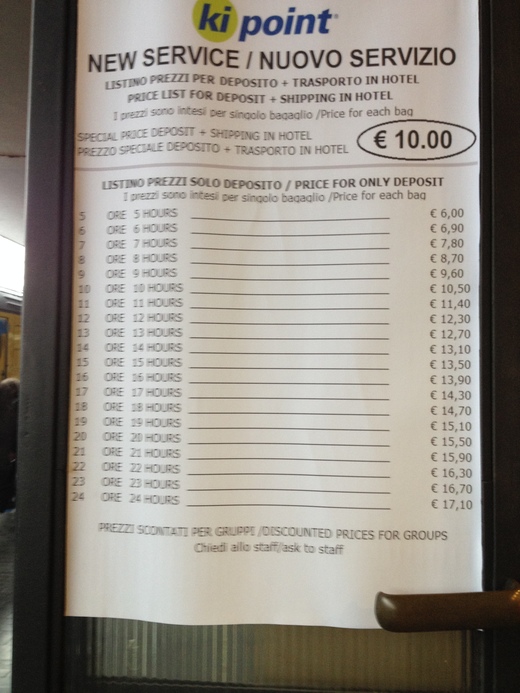 ki point
NEW SERVICE / NUOVO SERVIZIO
LISTINO PREZZI PER DEPOSITO + TRASPORTO IN HOTEL
PRICE LIST FOR DEPOSIT + SHIPPING IN HOTEL
I prezzi sono intesi per singolo bagaglio /Price for each bag
SPECIAL PRICE DEPOSIT + SHIPPING IN HOTEL
PREZZO SPECIALE DEPOSITO + TRASPORTO IN HOTEL € 10.00
LISTINO PREZZI SOLO DEPOSITO / PRICE FOR ONLY DEPOSIT
I prezzi sono intesi per singolo bagaglio /Price for each bag
5 ORE 5 HOURS € 6,00
6 ORE 6 HOURS € 6,90
7 ORE 7 HOURS € 7,80
8 ORE 8 HOURS € 8,70
9 ORE 9 HOURS € 9,60
10 ORE 10 HOURS € 10,50
11 ORE 11 HOURS € 11,40
12 ORE 12 HOURS € 12,30
13 ORE 13 HOURS € 12,70
14 ORE 14 HOURS € 13,10
15 ORE 15 HOURS € 13,50
16 ORE 16 HOURS € 13,90
17 ORE 17 HOURS € 14,30
18 ORE 18 HOURS € 14,70
19 ORE 19 HOURS € 15,10
20 ORE 20 HOURS € 15,50
21 ORE 21 HOURS € 15,90
22 ORE 22 HOURS € 16,30
23 ORE 23 HOURS € 16,70
24 ORE 24 HOURS € 17,10
PREZZI SCONTATI PER GRUPPI /DISCOUNTED PRICES FOR GROUPS
Chiedi allo staff/ask to staff